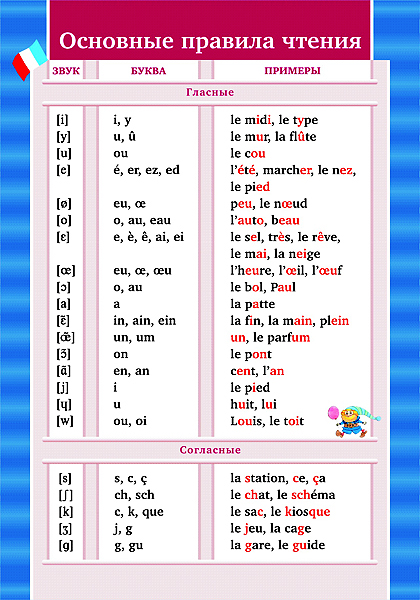 Основные правила чтения
ЗВУК БУКВА ПРИМЕРЫ
Гласные
[i] i, y le midi, le type
[y] u, û le mur, la flûte
[u] ou le cou
[e] é, er, ez, ed l'été, marcher, le nez,
le pied
[ø] eu, œ peu, le nœud
[o] o, au, eau l'auto, beau
[ɛ] e, è, ê, ai, ei le sel, très, le rêve,
le mai, la neige
[œ] eu, œ, œu l'heure, l'œil, l'œuf
[ɔ] o, au le bol, Paul
[a] a la patte
[ɛ̃] in, ain, ein la fin, la main, plein
[œ̃] un, um un, le parfum
[ɔ̃] on le pont
[ɑ̃] en, an cent, l'an
[j] i le pied
[ɥ] u huit, lui
[w] ou, oi Louis, le toit
Согласные
[s] s, c, ç la station, ce, ça
[ʃ] ch, sch le chat, le schéma
[k] c, k, que le sac, le kiosque
[ʒ] j, g le jeu, la cage
[g] g, gu la gare, le guide